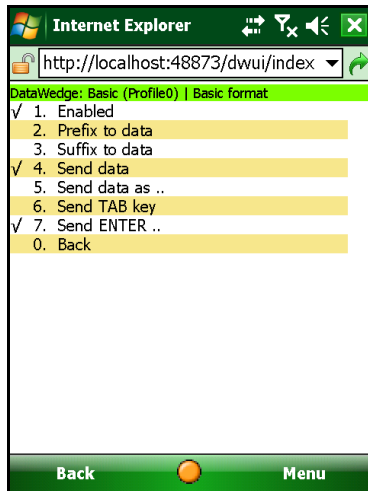 Internet Explorer
http://localhost:48873/dwui/index
DataWedge: Basic (Profile0) | Basic format
√ 1. Enabled
2. Prefix to data
3. Suffix to data
√ 4. Send data
5. Send data as ..
6. Send TAB key
√ 7. Send ENTER ..
0. Back
Back Menu